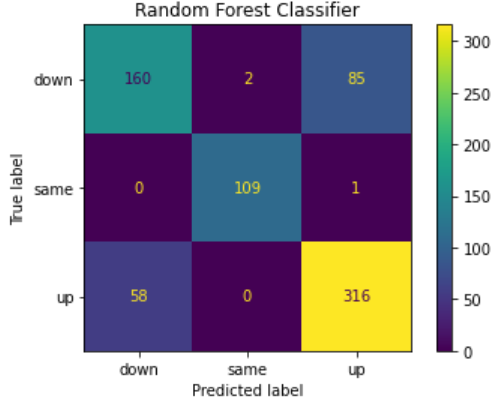 Random Forest Classifier
down 160 2 85
same 0 109 1
up 58 0 316
down same up
Predicted label
True label
300
250
200
150
100
50
0